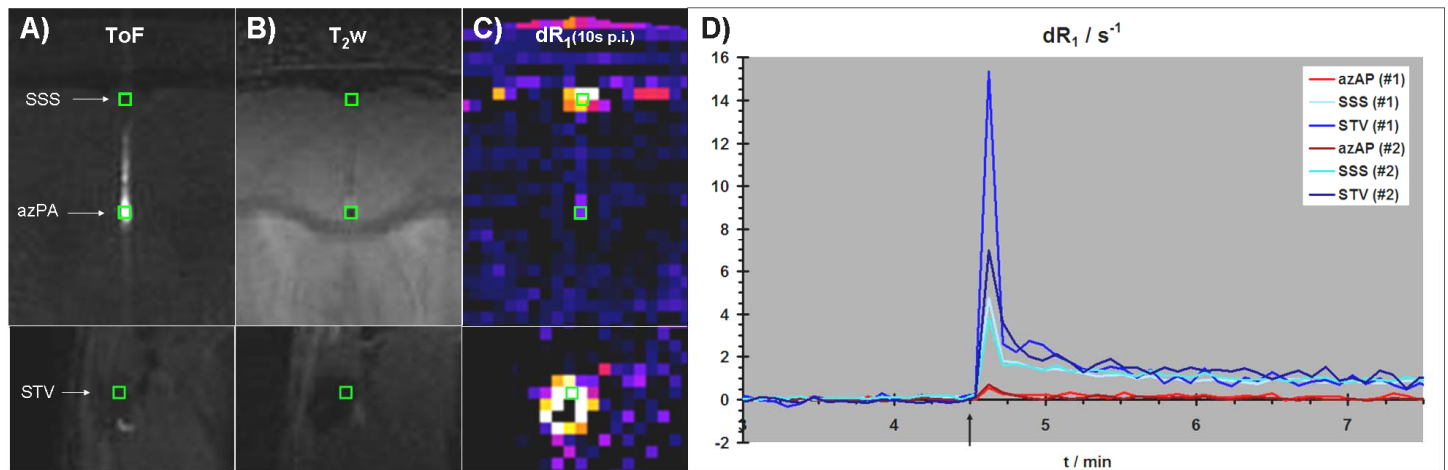 A)
ToF
SSS
azPA
STV
B)
T₂w
C)
dR₁(10s p.i.)
D)
dR₁ / s⁻¹
16
14
12
10
8
6
4
2
0
-2
3
4
5
6
7
t / min
azAP (#1)
SSS (#1)
STV (#1)
azAP (#2)
SSS (#2)
STV (#2)